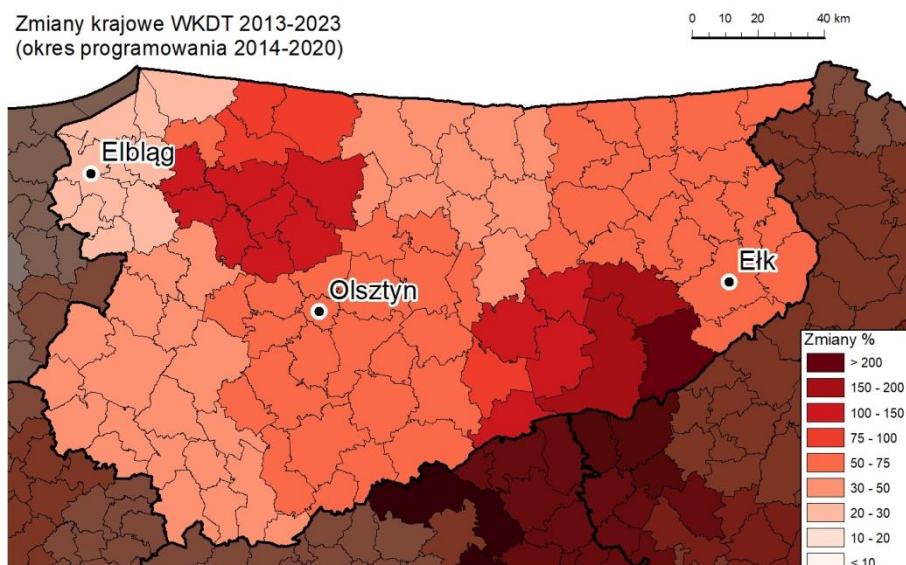 Zmiany krajowe WKDT 2013-2023
(okres programowania 2014-2020)
0 10 20 40 km
Elbląg
Olsztyn
Ełk
Zmiany %
> 200
150 - 200
100 - 150
75 - 100
50 - 75
30 - 50
20 - 30
10 - 20
< 10